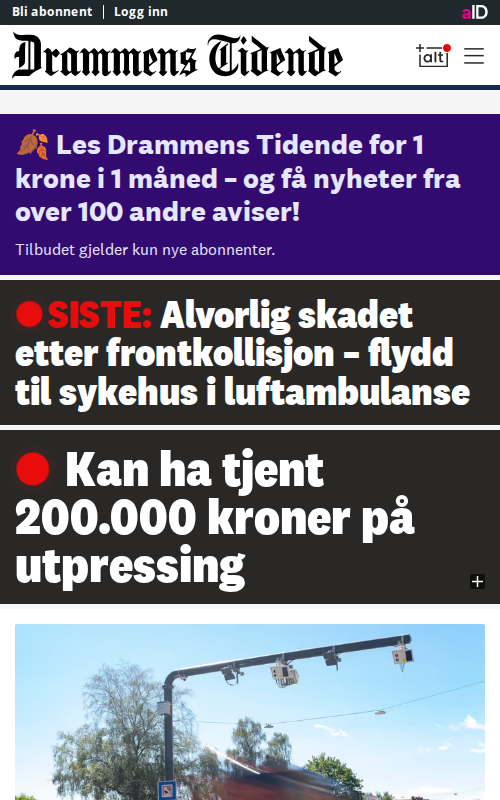 Bli abonnent | Logg inn
aID
Drammens Tidende
+alt
🍂 Les Drammens Tidende for 1
krone i 1 måned – og få nyheter fra
over 100 andre aviser!
Tilbudet gjelder kun nye abonnenter.
SISTE: Alvorlig skadet
etter frontkollisjon – flydd
til sykehus i luftambulanse
Kan ha tjent
200.000 kroner på
utpressing
+